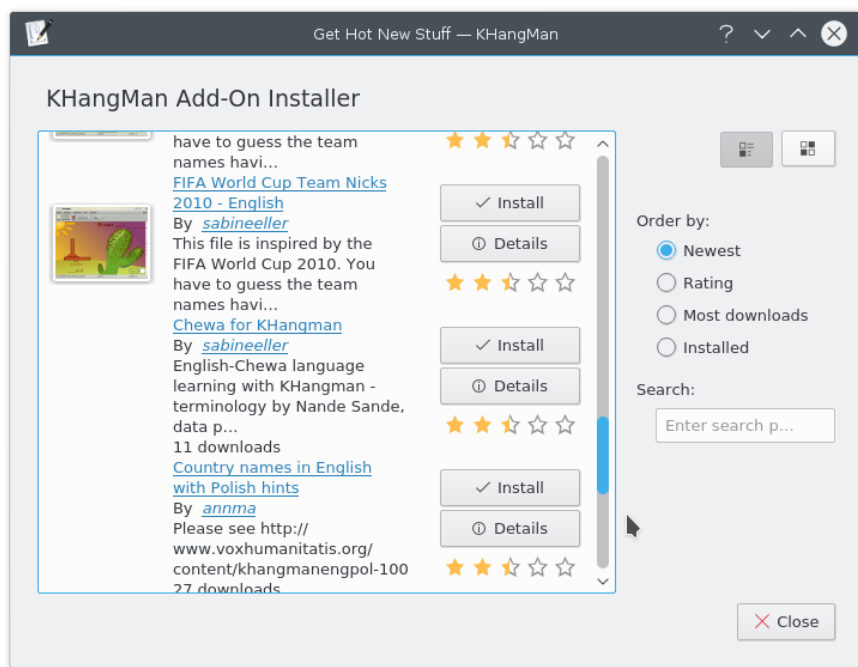 Get Hot New Stuff — KHangMan
KHangMan Add-On Installer
have to guess the team
names havi...
FIFA World Cup Team Nicks
2010 - English
By sabineeller
This file is inspired by the
FIFA World Cup 2010. You
have to guess the team
names havi...
Install
Details
Chewa for KHangman
By sabineeller
English-Chewa language
learning with KHangman -
terminology by Nande Sande,
data p...
11 downloads
Install
Details
Country names in English
with Polish hints
By annma
Please see http://
www.voxhumanitatis.org/
content/khangmanengpol-100
27 downloads
Install
Details
Order by:
Newest
Rating
Most downloads
Installed
Search:
Enter search p...
Close